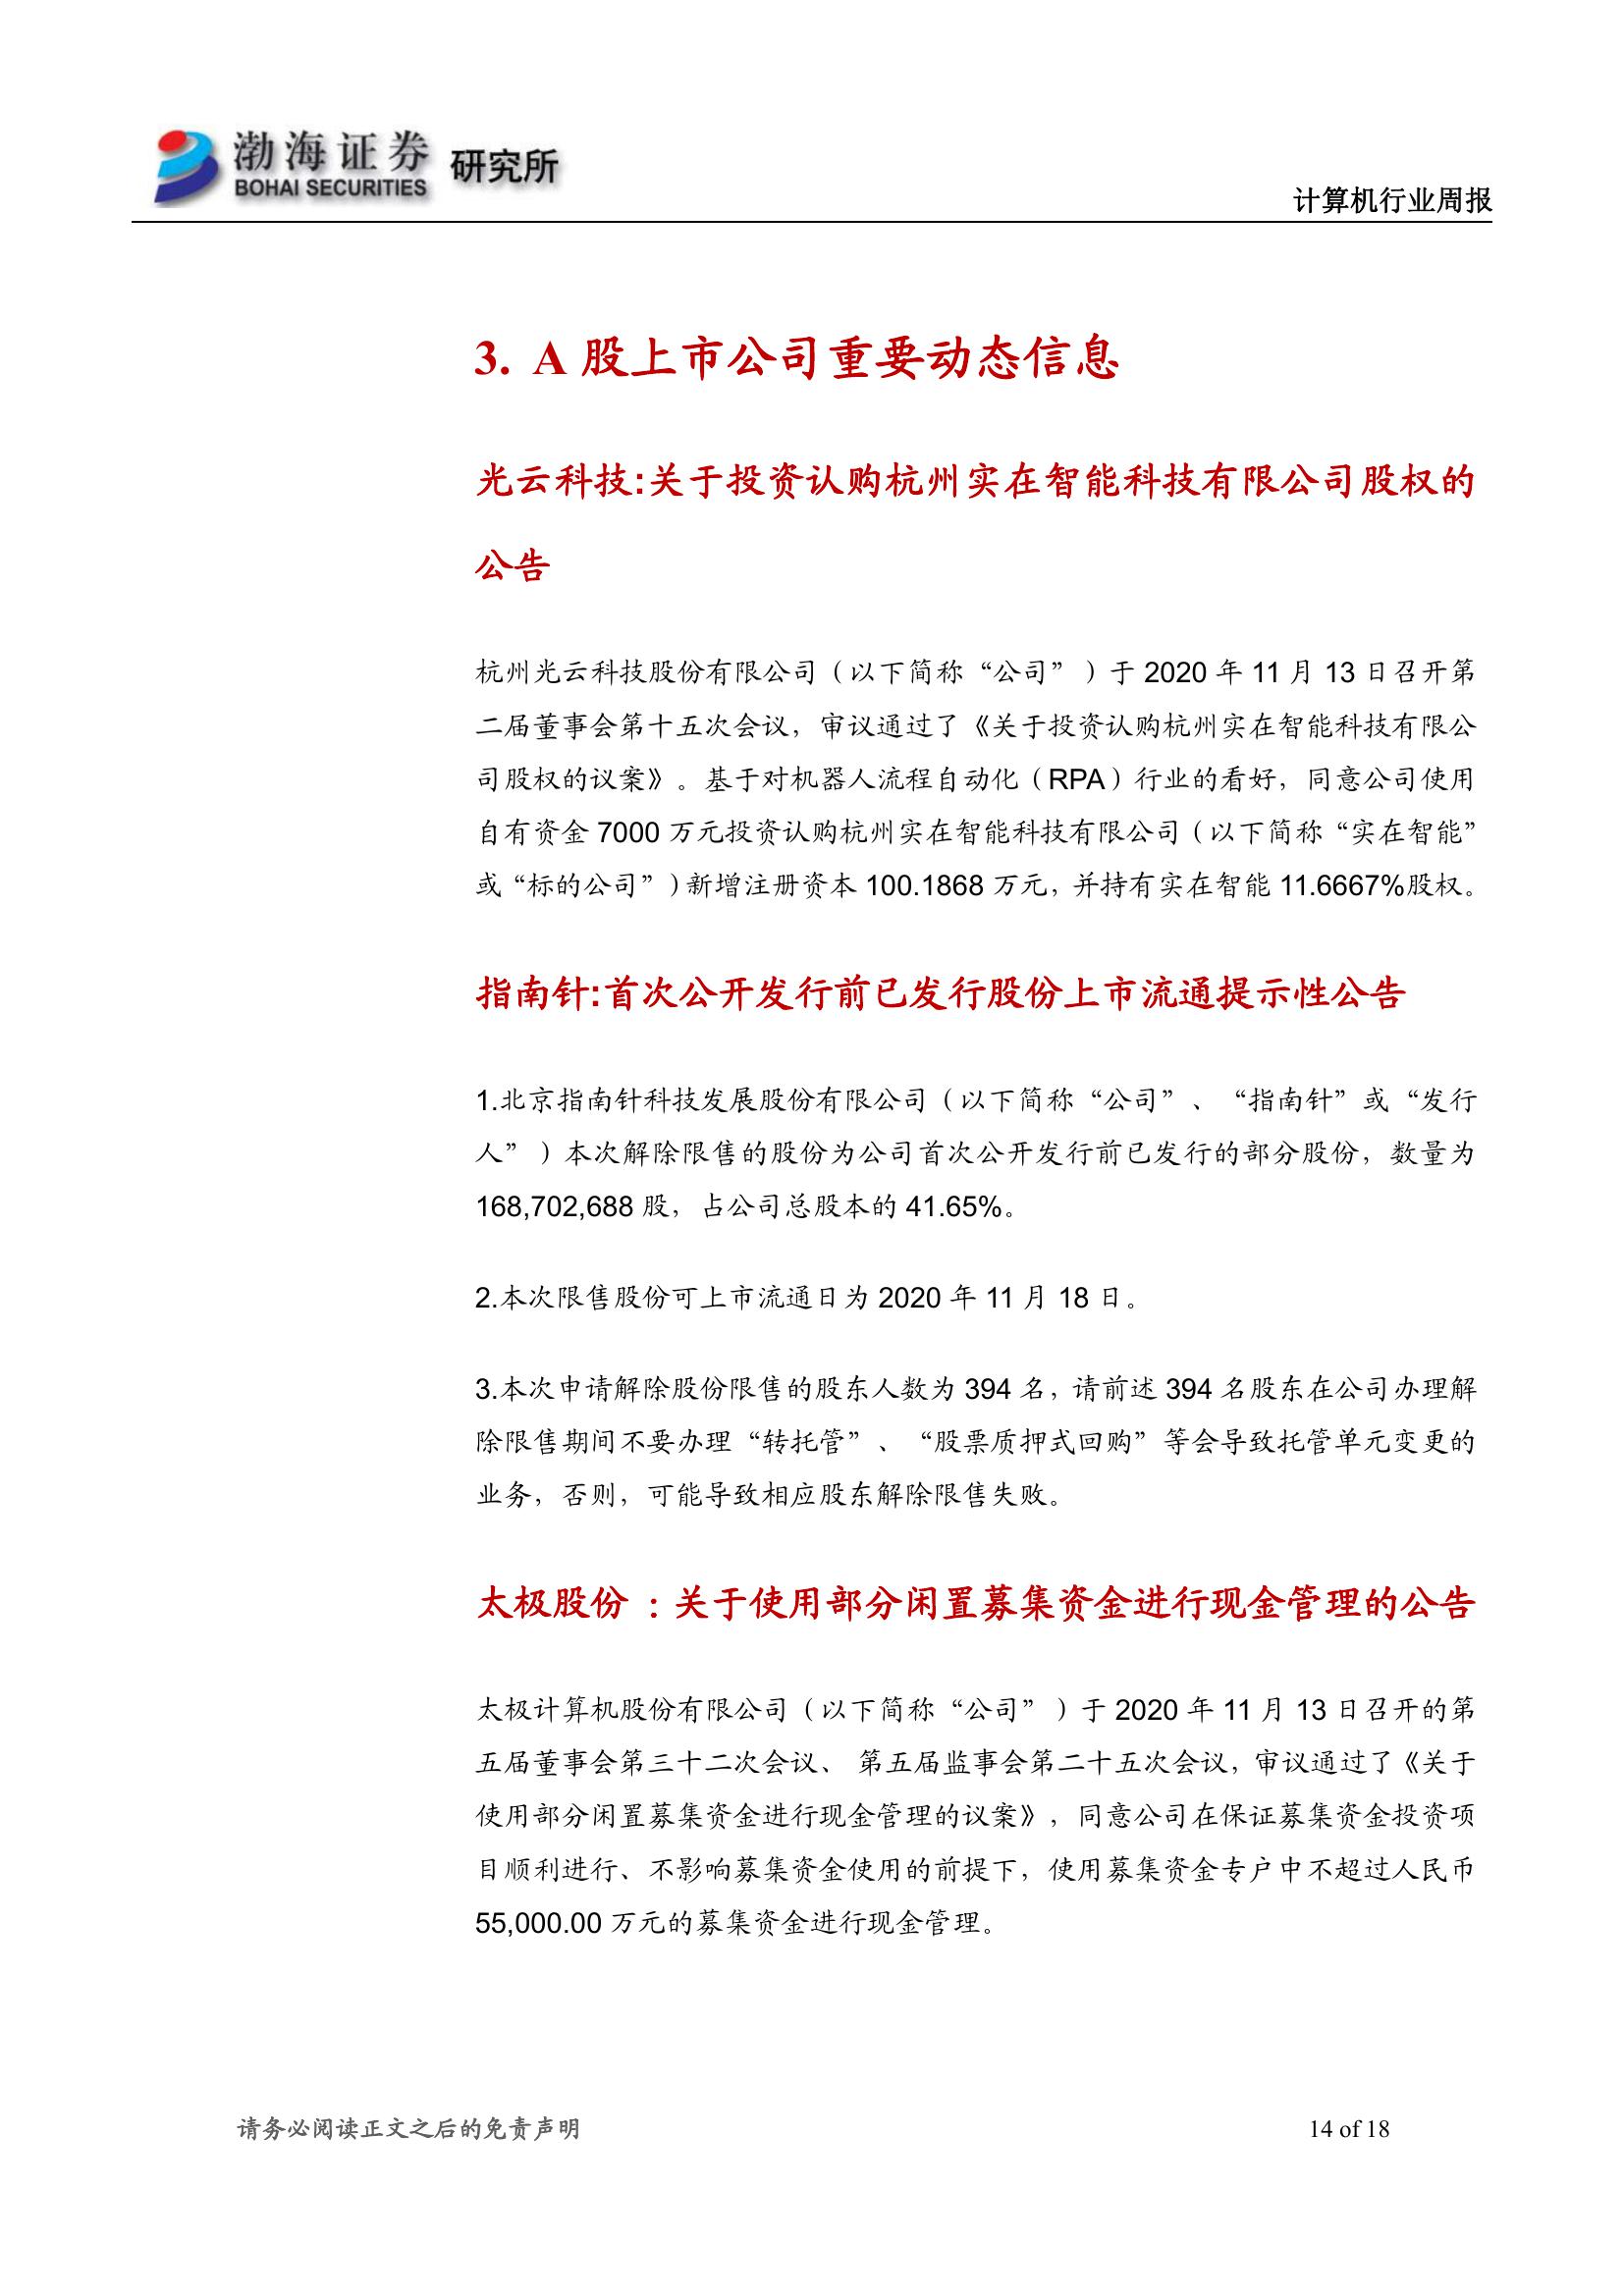 渤海证券 研究所
BOHAI SECURITIES
计算机行业周报
3. A 股上市公司重要动态信息
光云科技:关于投资认购杭州实在智能科技有限公司股权的
公告
杭州光云科技股份有限公司（以下简称“公司”）于 2020 年 11 月 13 日召开第
二届董事会第十五次会议，审议通过了《关于投资认购杭州实在智能科技有限公
司股权的议案》。基于对机器人流程自动化（RPA）行业的看好，同意公司使用
自有资金 7000 万元投资认购杭州实在智能科技有限公司（以下简称“实在智能”
或“标的公司”）新增注册资本 100.1868 万元，并持有实在智能 11.6667%股权。
指南针:首次公开发行前已发行股份上市流通提示性公告
1.北京指南针科技发展股份有限公司（以下简称“公司”、“指南针”或“发行
人”）本次解除限售的股份为公司首次公开发行前已发行的部分股份，数量为
168,702,688 股，占公司总股本的 41.65%。
2.本次限售股份可上市流通日为 2020 年 11 月 18 日。
3.本次申请解除股份限售的股东人数为 394 名，请前述 394 名股东在公司办理解
除限售期间不要办理“转托管”、“股票质押式回购”等会导致托管单元变更的
业务，否则，可能导致相应股东解除限售失败。
太极股份 ：关于使用部分闲置募集资金进行现金管理的公告
太极计算机股份有限公司（以下简称“公司”）于 2020 年 11 月 13 日召开的第
五届董事会第三十二次会议、 第五届监事会第二十五次会议，审议通过了《关于
使用部分闲置募集资金进行现金管理的议案》，同意公司在保证募集资金投资项
目顺利进行、不影响募集资金使用的前提下，使用募集资金专户中不超过人民币
55,000.00 万元的募集资金进行现金管理。
请务必阅读正文之后的免责声明
14 of 18